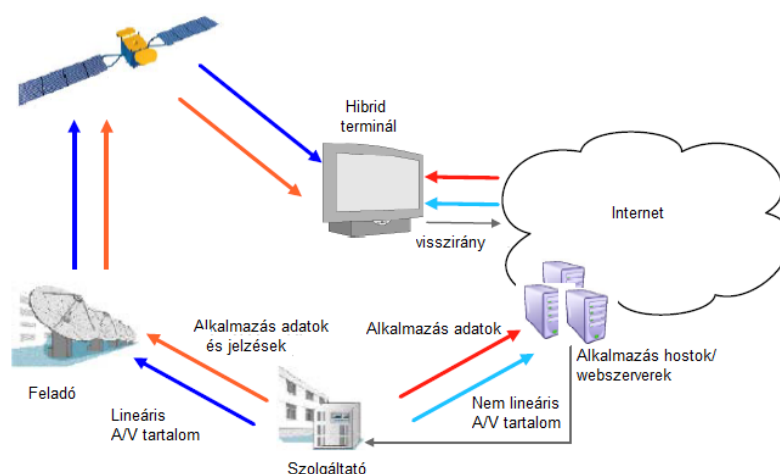 Hibrid
terminál
Internet
visszirány
Alkalmazás adatok
és jelzések
Alkalmazás adatok
Alkalmazás hostok/
webszerverek
Feladó
Lineáris
A/V tartalom
Nem lineáris
A/V tartalom
Szolgáltató